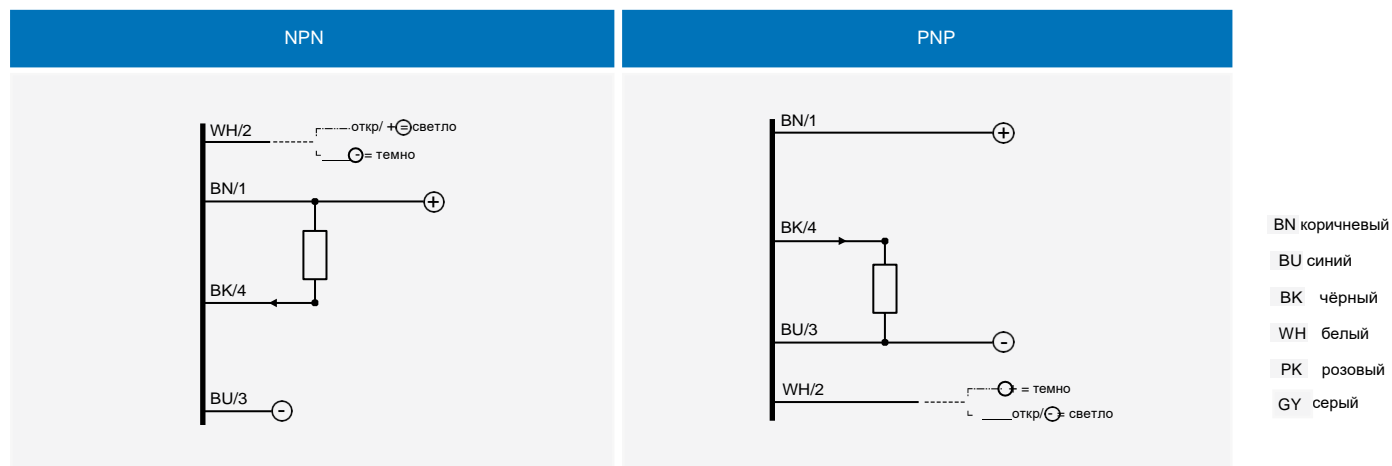 NPN
PNP
WH/2
откр/ +⊖светло
⊖= темно
BN/1
+
BK/4
BU/3
-
BN/1
+
BK/4
BU/3
-
WH/2
+ = темно
откр/⊖= светло
BN коричневый
BU синий
BK чёрный
WH белый
PK розовый
GY серый